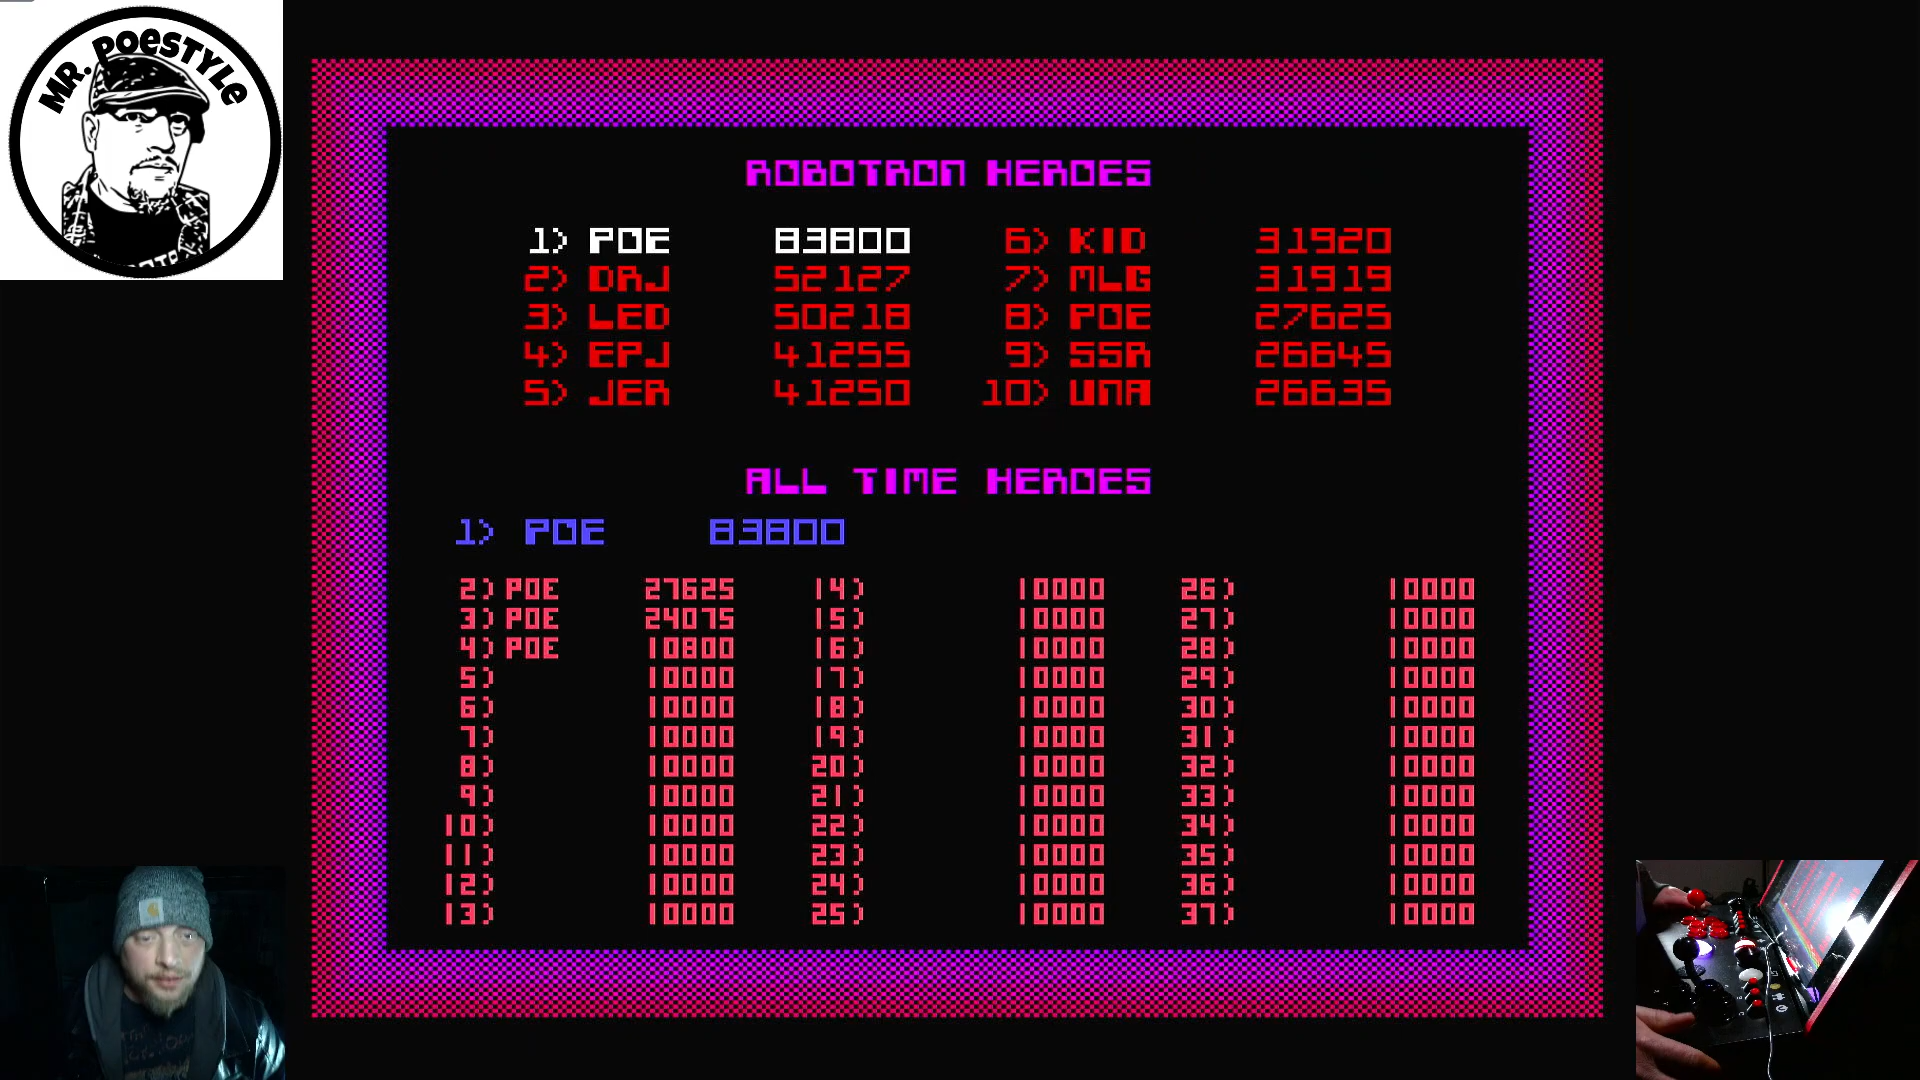 MR. POESTYLE
ROBOTRON HEROES
1) POE 83800 6) KID 31920
2) DRJ 52127 7) MLG 31919
3) LED 50218 8) POE 27625
4) EPJ 41255 9) SSR 26645
5) JER 41250 10) UNA 26635
ALL TIME HEROES
1) POE 83800
2) POE 27625 14) 10000 26) 10000
3) POE 24075 15) 10000 27) 10000
4) POE 10800 16) 10000 28) 10000
5) 10000 17) 10000 29) 10000
6) 10000 18) 10000 30) 10000
7) 10000 19) 10000 31) 10000
8) 10000 20) 10000 32) 10000
9) 10000 21) 10000 33) 10000
10) 10000 22) 10000 34) 10000
11) 10000 23) 10000 35) 10000
12) 10000 24) 10000 36) 10000
13) 10000 25) 10000 37) 10000